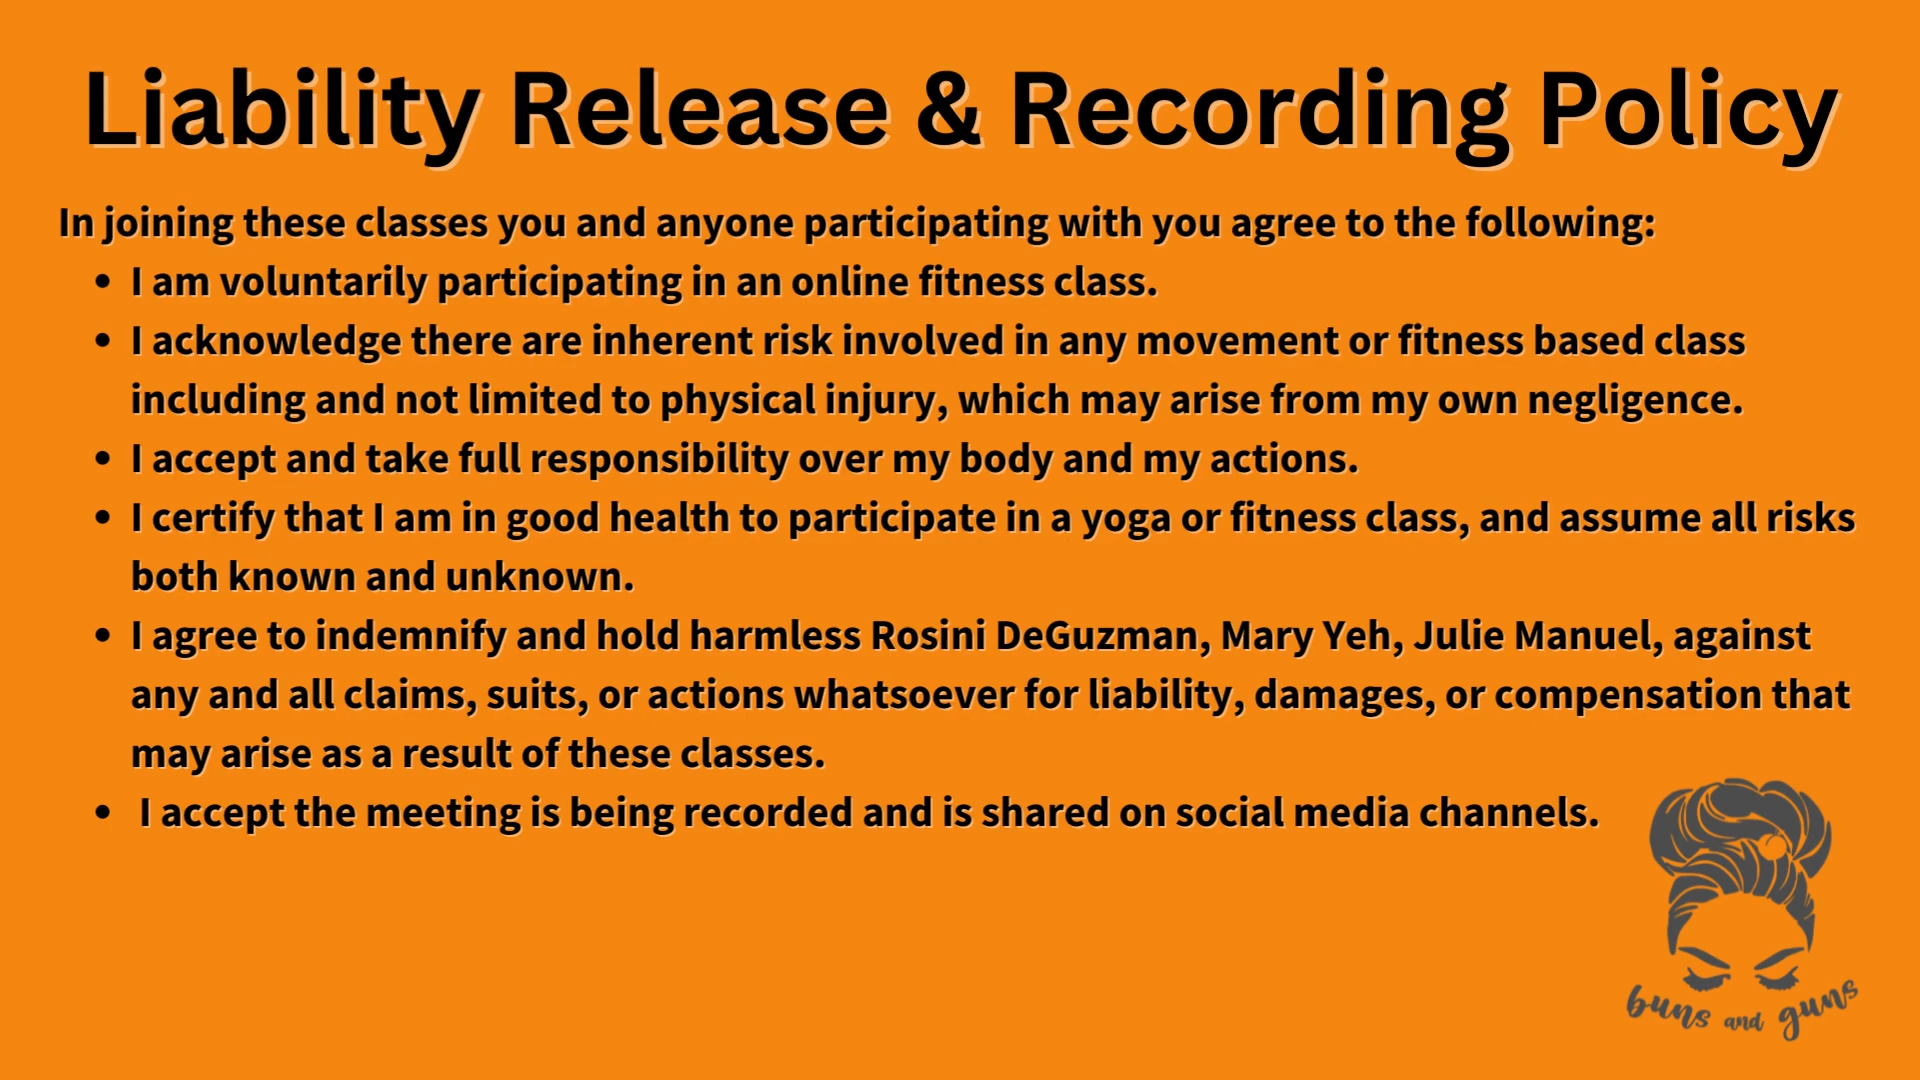 Liability Release & Recording Policy
In joining these classes you and anyone participating with you agree to the following:
• I am voluntarily participating in an online fitness class.
• I acknowledge there are inherent risk involved in any movement or fitness based class
including and not limited to physical injury, which may arise from my own negligence.
• I accept and take full responsibility over my body and my actions.
• I certify that I am in good health to participate in a yoga or fitness class, and assume all risks
both known and unknown.
• I agree to indemnify and hold harmless Rosini DeGuzman, Mary Yeh, Julie Manuel, against
any and all claims, suits, or actions whatsoever for liability, damages, or compensation that
may arise as a result of these classes.
• I accept the meeting is being recorded and is shared on social media channels.
buns and guns